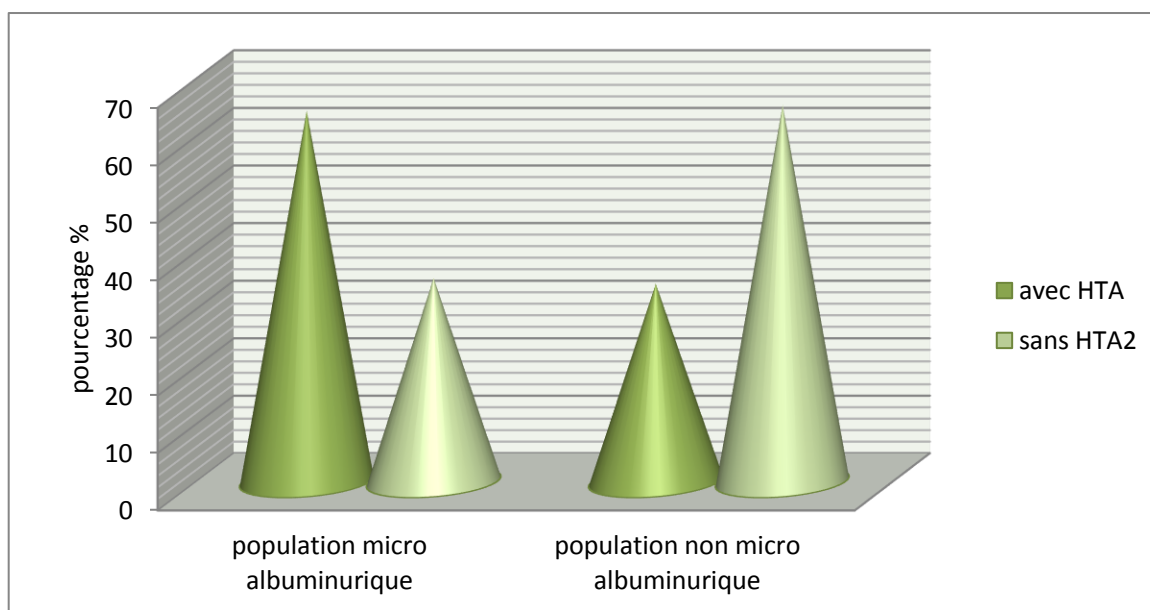 pourcentage %
70
60
50
40
30
20
10
0
population micro
albuminurique
population non micro
albuminurique
avec HTA
sans HTA2